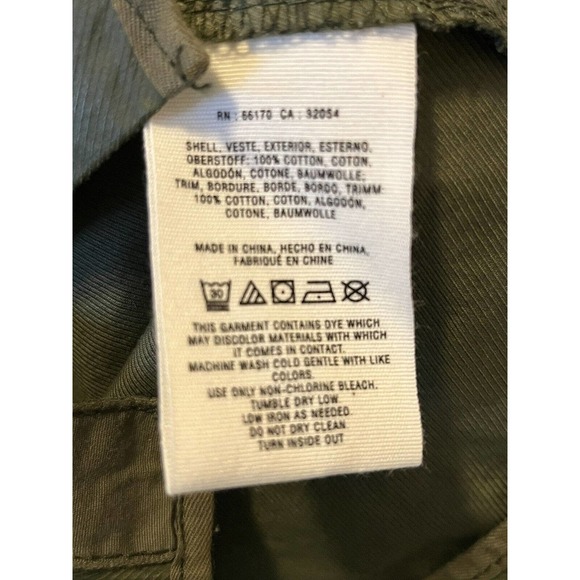 RN : 66170 CA : 32054
SHELL, VESTE, EXTERIOR, ESTERNO,
OBERSTOFF: 100% COTTON, COTON,
ALGODÓN, COTONE, BAUMWOLLE;
TRIM, BORDURE, BORDE, BORDO, TRIMM:
100% COTTON, COTON, ALGODÓN,
COTONE, BAUMWOLLE
MADE IN CHINA, HECHO EN CHINA,
FABRIQUÉ EN CHINE
30
THIS GARMENT CONTAINS DYE WHICH
MAY DISCOLOR MATERIALS WITH WHICH
IT COMES IN CONTACT.
MACHINE WASH COLD GENTLE WITH LIKE
COLORS.
USE ONLY NON-CHLORINE BLEACH.
TUMBLE DRY LOW
LOW IRON AS NEEDED.
DO NOT DRY CLEAN
TURN INSIDE OUT